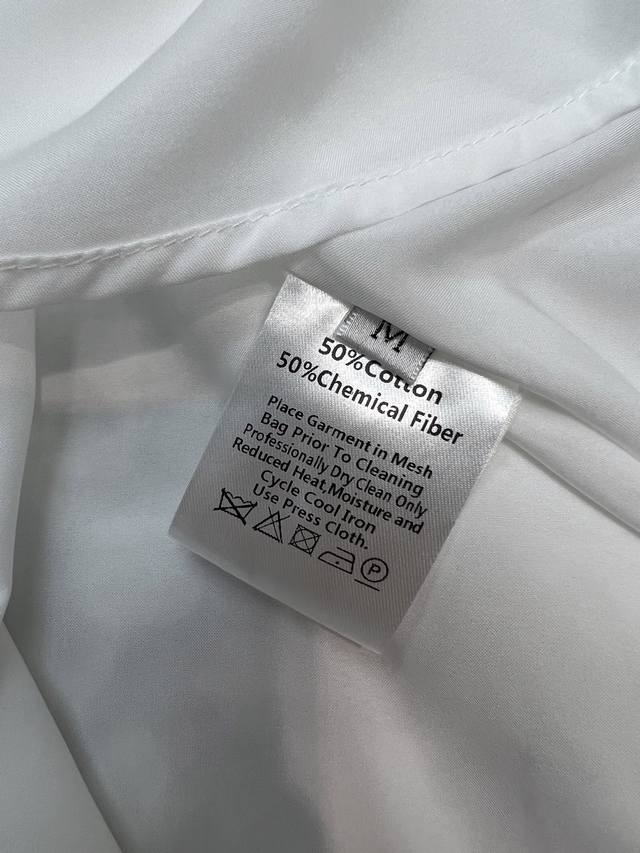 M
50%Cotton
50%Chemical Fiber
Place Garment in Mesh
Bag Prior To Cleaning
Professionally Dry Clean Only
Reduced Heat,Moisture and
Cycle Cool Iron
Use Press Cloth.
P